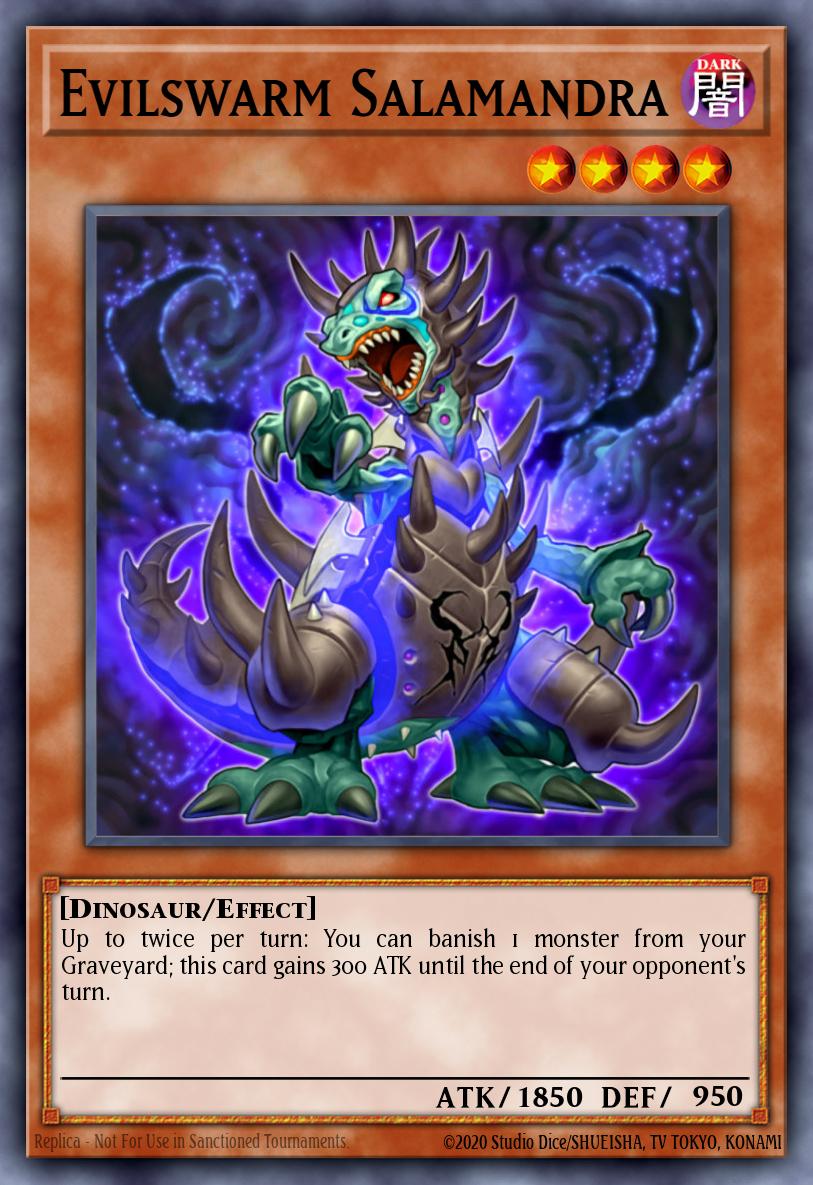 Evilswarm Salamandra
DARK
闇
[Dinosaur/Effect]
Up to twice per turn: You can banish 1 monster from your
Graveyard; this card gains 300 ATK until the end of your opponent's
turn.
ATK/1850 DEF/ 950
Replica - Not For Use in Sanctioned Tournaments.
©2020 Studio Dice/SHUEISHA, TV TOKYO, KONAMI